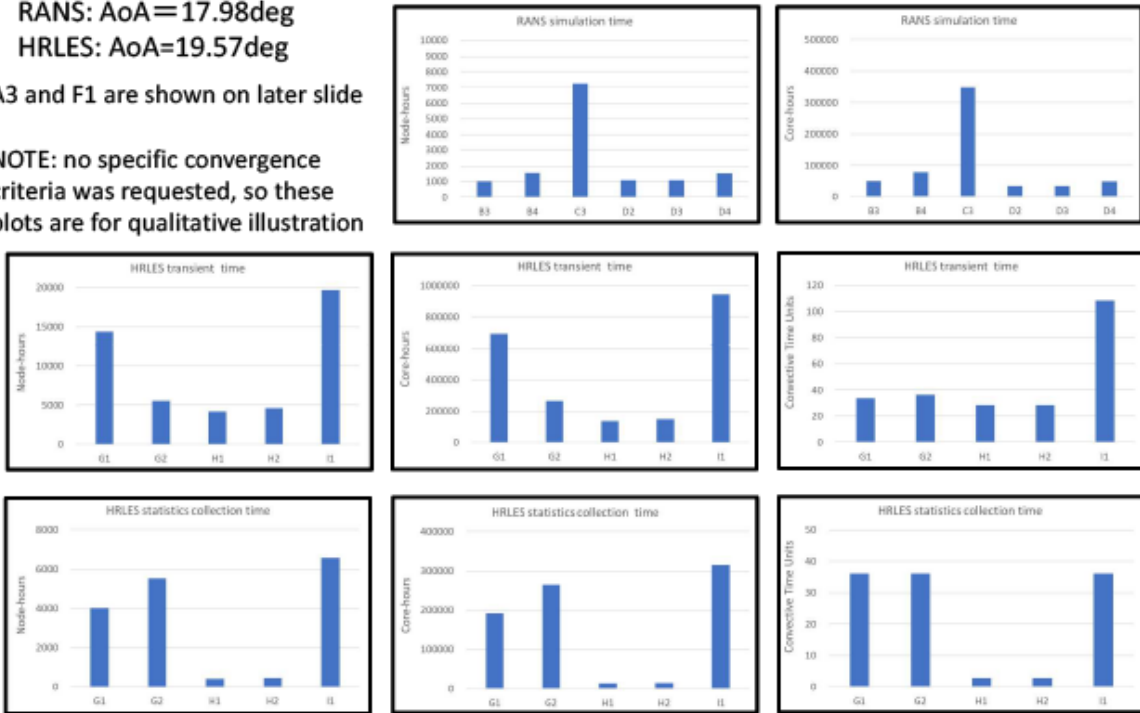 RANS: AoA＝17.98deg
HRLES: AoA=19.57deg
A3 and F1 are shown on later slide
NOTE: no specific convergence
criteria was requested, so these
plots are for qualitative illustration
RANS simulation time
Node-hours
10000
9000
8000
7000
6000
5000
4000
3000
2000
1000
0
B3 B4 C3 D2 D3 D4
RANS simulation time
Core-hours
500000
400000
300000
200000
100000
0
B3 B4 C3 D2 D3 D4
HRLES transient time
Node-hours
20000
15000
10000
5000
0
G1 G2 H1 H2 I1
HRLES transient time
Core-hours
1000000
800000
600000
400000
200000
0
G1 G2 H1 H2 I1
HRLES transient time
Convective Time Units
120
100
80
60
40
20
0
G1 G2 H1 H2 I1
HRLES statistics collection time
Node-hours
8000
6000
4000
2000
0
G1 G2 H1 H2 I1
HRLES statistics collection time
Core-hours
400000
300000
200000
100000
0
G1 G2 H1 H2 I1
HRLES statistics collection time
Convective Time Units
50
40
30
20
10
0
G1 G2 H1 H2 I1